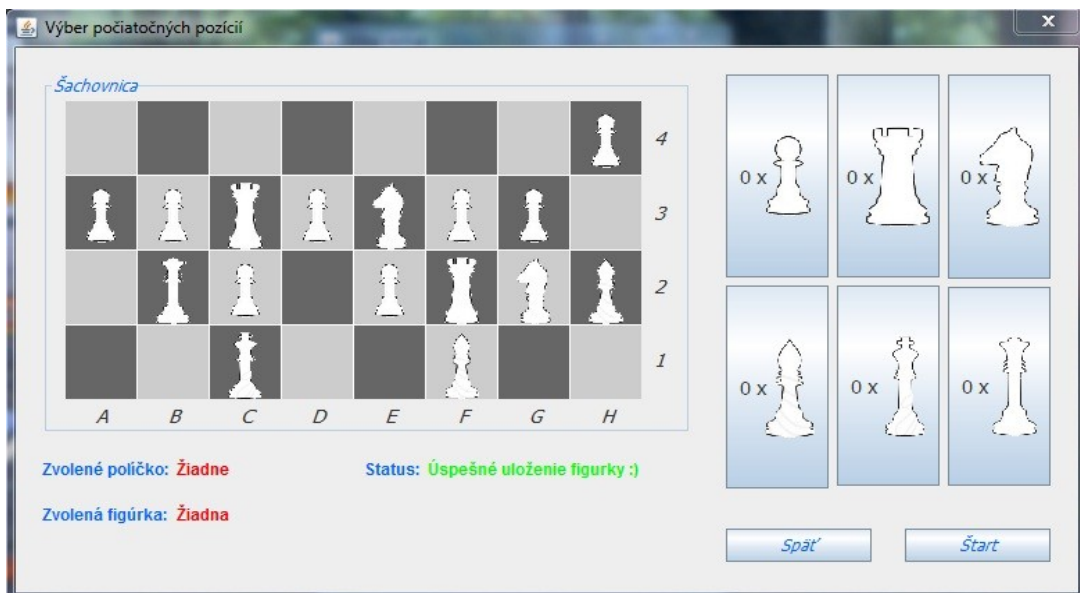 Výber počiatočných pozícií
x
Šachovnica
4
3
2
1
A B C D E F G H
0 x 0 x 0 x
0 x 0 x 0 x
Zvolené políčko: Žiadne
Status: Úspešné uloženie figurky :)
Zvolená figúrka: Žiadna
Späť Štart